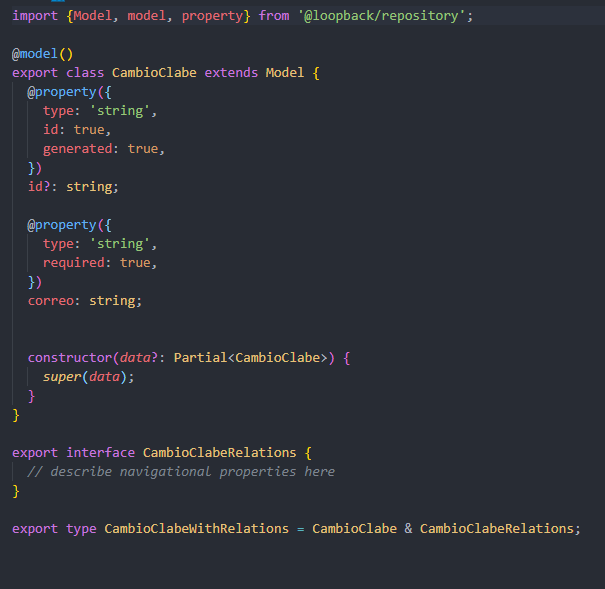 import {Model, model, property} from '@loopback/repository';
@model()
export class CambioClabe extends Model {
@property({
type: 'string',
id: true,
generated: true,
})
id?: string;
@property({
type: 'string',
required: true,
})
correo: string;
constructor(data?: Partial<CambioClabe>) {
super(data);
}
}
export interface CambioClabeRelations {
// describe navigational properties here
}
export type CambioClabeWithRelations = CambioClabe & CambioClabeRelations;